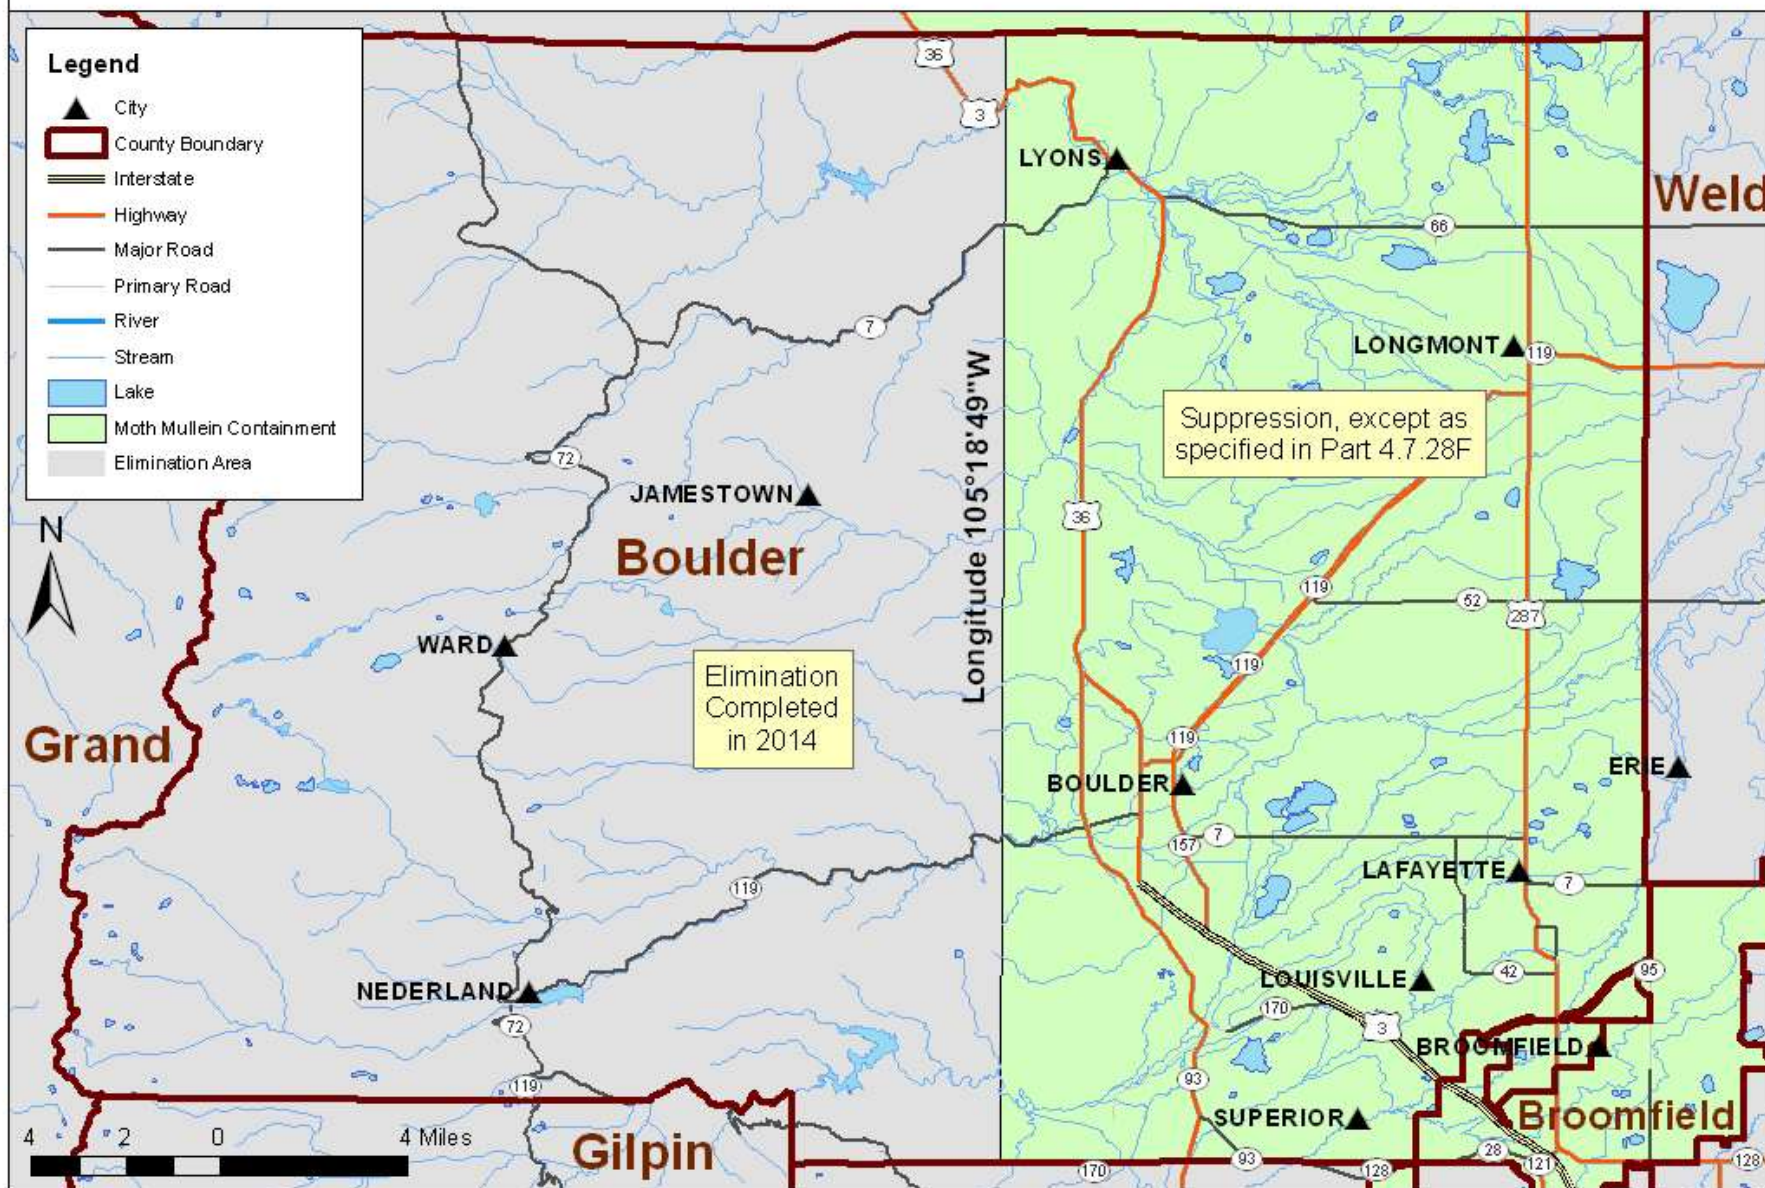 Legend
City
County Boundary
Interstate
Highway
Major Road
Primary Road
River
Stream
Lake
Moth Mullein Containment
Elimination Area
N
36
3
LYONS
Weld
66
7
LONGMONT
119
Longitude 105°18'49"W
Suppression, except as
specified in Part 4.7.28F
72
JAMESTOWN
36
Boulder
119
52
287
WARD
119
Elimination
Completed
in 2014
Grand
119
ERIE
BOULDER
7
157
LAFAYETTE
7
119
42
95
NEDERLAND
LOUISVILLE
170
72
3
BROOMFIELD
119
93
SUPERIOR
Broomfield
4 2 0 4 Miles
Gilpin
170
93
128
28
121
128